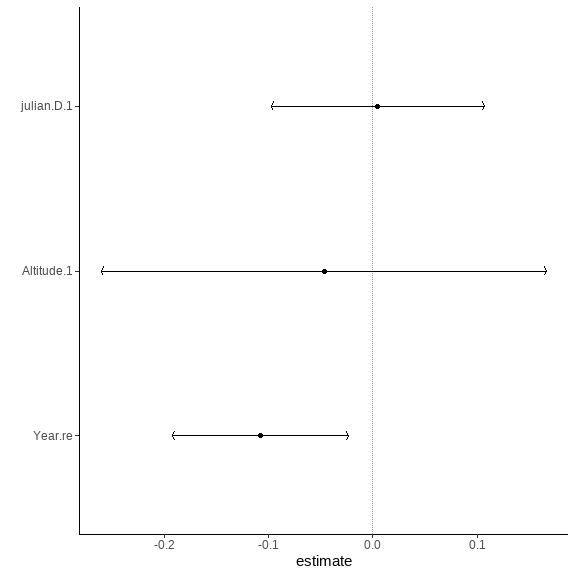 julian.D.1
Altitude.1
Year.re
-0.2 -0.1 0.0 0.1
estimate